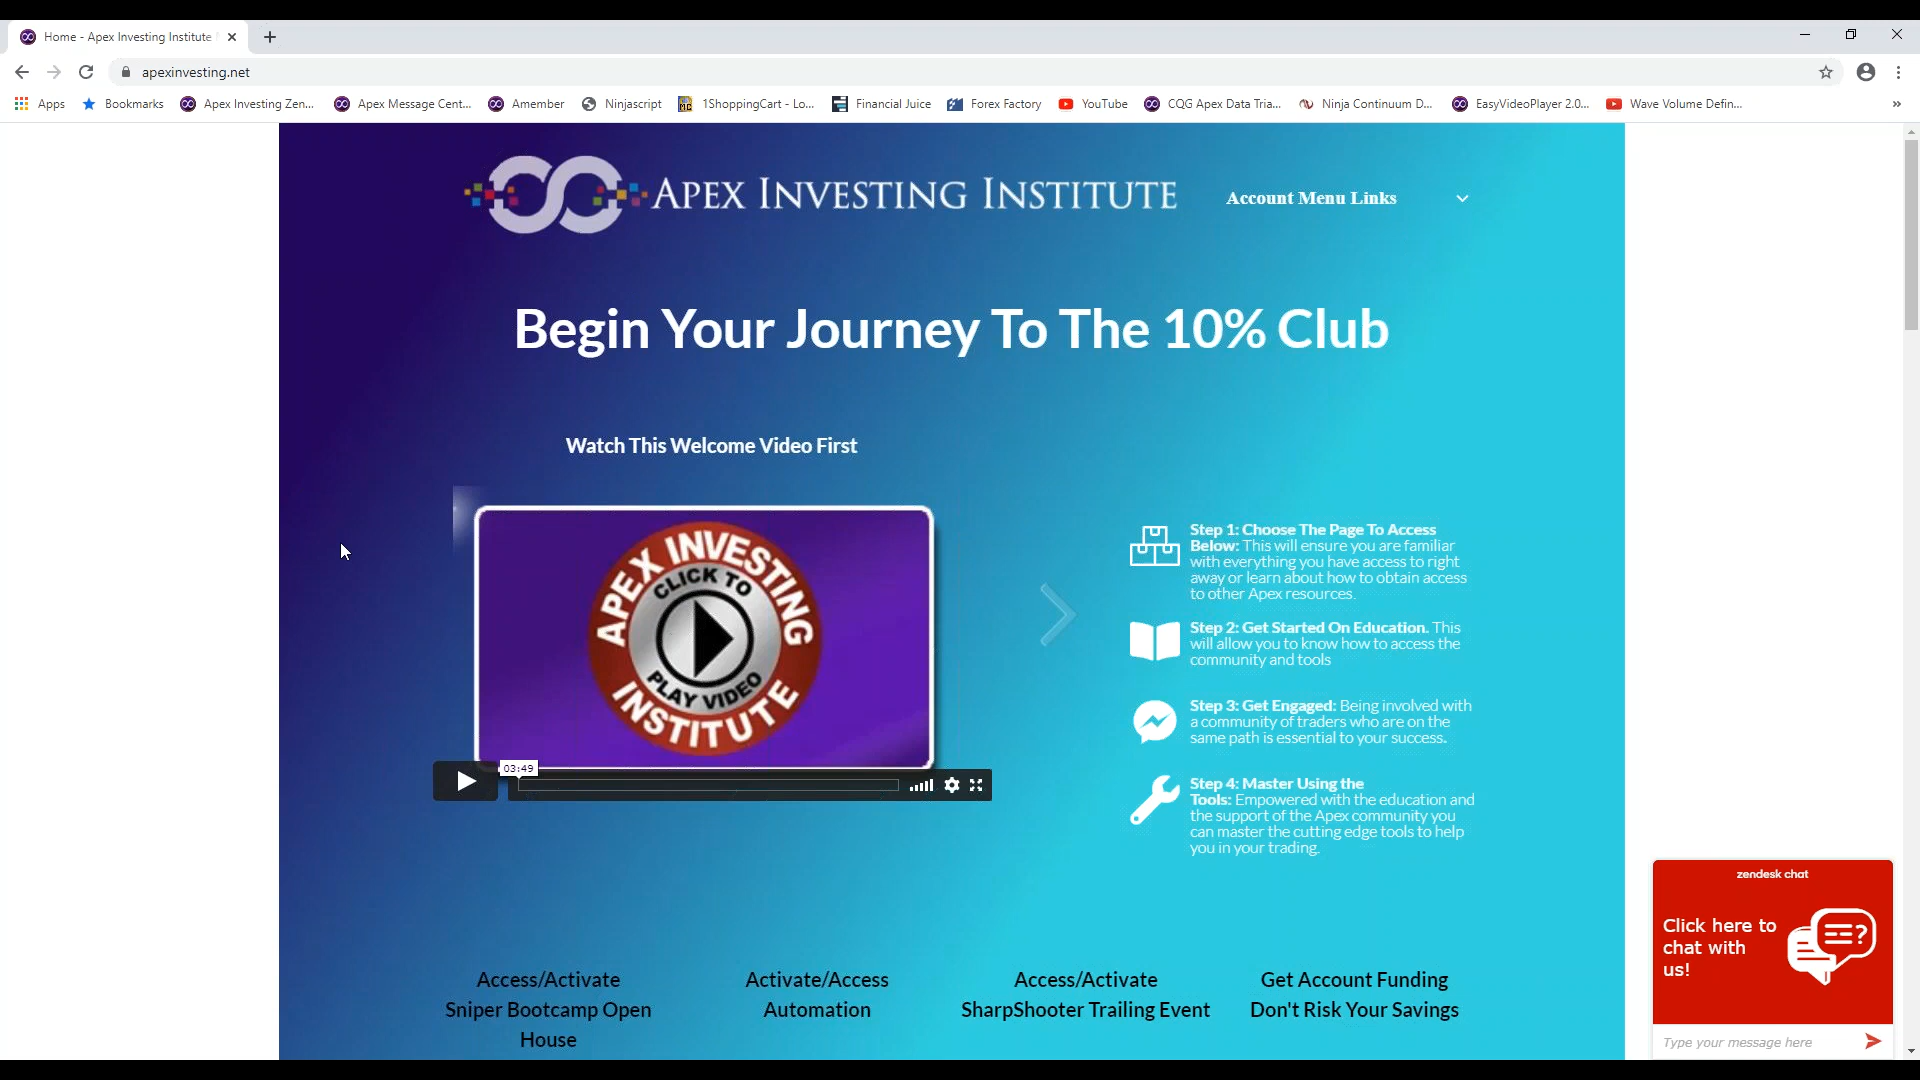 Home - Apex Investing Institute
apexinvesting.net
Apps
Bookmarks
Apex Investing Zen...
Apex Message Cent...
Amember
Ninjascript
1ShoppingCart - Lo...
Financial Juice
Forex Factory
YouTube
CQG Apex Data Tria...
Ninja Continuum D...
EasyVideoPlayer 2.0...
Wave Volume Defin...
APEX INVESTING INSTITUTE
Account Menu Links
Begin Your Journey To The 10% Club
Watch This Welcome Video First
APEX INVESTING
CLICK TO
PLAY VIDEO
INSTITUTE
03:49
Step 1: Choose The Page To Access
Below: This will ensure you are familiar
with everything you have access to right
away or learn about how to obtain access
to other Apex resources.
Step 2: Get Started On Education. This
will allow you to know how to access the
community and tools
Step 3: Get Engaged: Being involved with
a community of traders who are on the
same path is essential to your success.
Step 4: Master Using the
Tools: Empowered with the education and
the support of the Apex community you
can master the cutting edge tools to help
you in your trading.
Access/Activate
Sniper Bootcamp Open
House
Activate/Access
Automation
Access/Activate
SharpShooter Trailing Event
Get Account Funding
Don't Risk Your Savings
zendesk chat
Click here to
chat with
us!
Type your message here